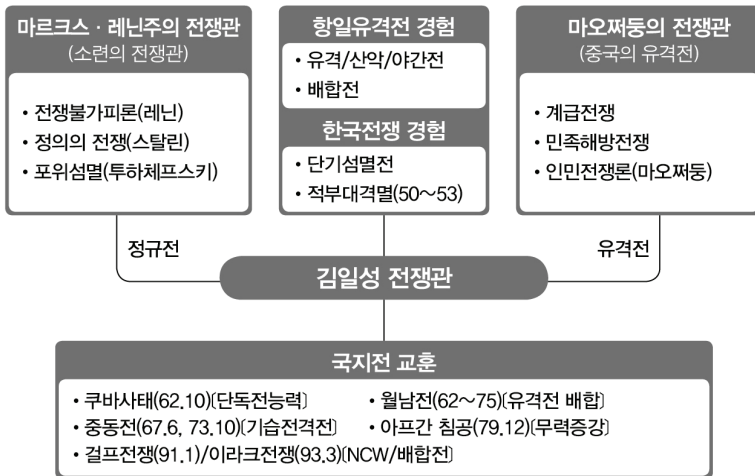 마르크스·레닌주의 전쟁관
(소련의 전쟁관)
• 전쟁불가피론(레닌)
• 정의의 전쟁(스탈린)
• 포위섬멸(투하체프스키)
항일유격전 경험
• 유격/산악/야간전
• 배합전
한국전쟁 경험
• 단기섬멸전
• 적부대격멸(50~53)
마오쩌둥의 전쟁관
(중국의 유격전)
• 계급전쟁
• 민족해방전쟁
• 인민전쟁론(마오쩌둥)
정규전
유격전
김일성 전쟁관
국지전 교훈
• 쿠바사태(62.10)[단독전능력]
• 월남전(62~75)[유격전 배합]
• 중동전(67.6, 73.10)[기습전격전]
• 아프간 침공(79.12)[무력증강]
• 걸프전쟁(91.1)/이라크전쟁(93.3)[NCW/배합전]